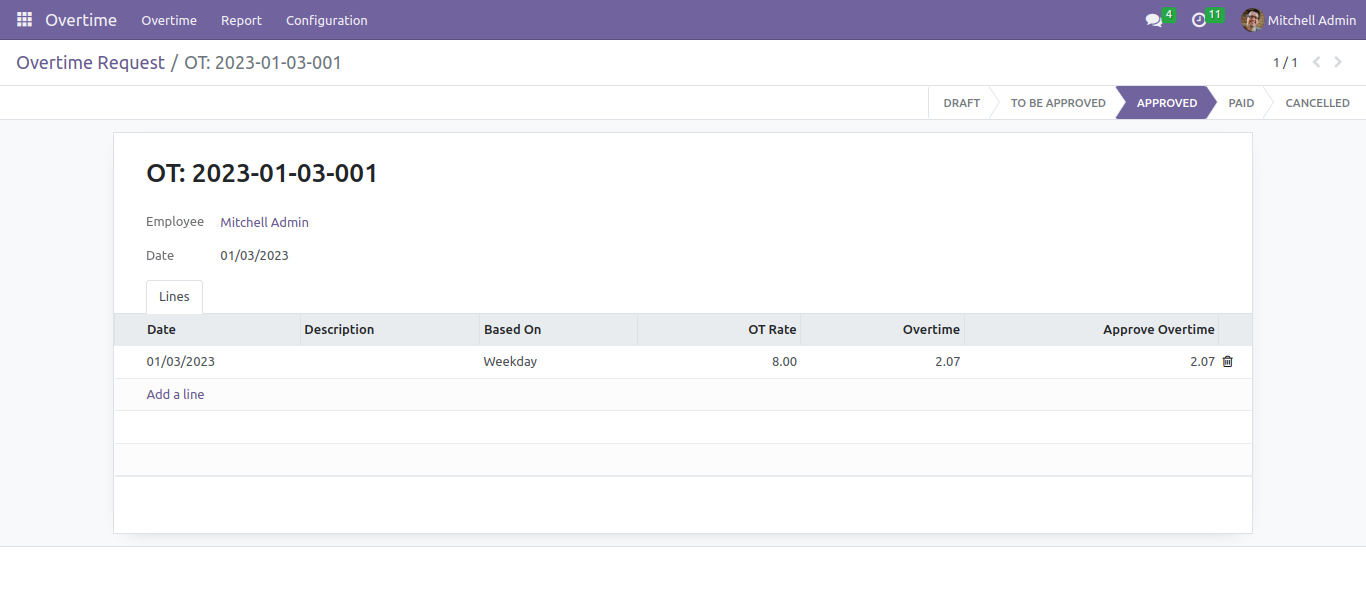 Overtime Overtime Report Configuration 4 11 Mitchell Admin
Overtime Request / OT: 2023-01-03-001 1 / 1
DRAFT TO BE APPROVED APPROVED PAID CANCELLED
OT: 2023-01-03-001
Employee Mitchell Admin
Date 01/03/2023
Lines
Date Description Based On OT Rate Overtime Approve Overtime
01/03/2023 Weekday 8.00 2.07 2.07
Add a line